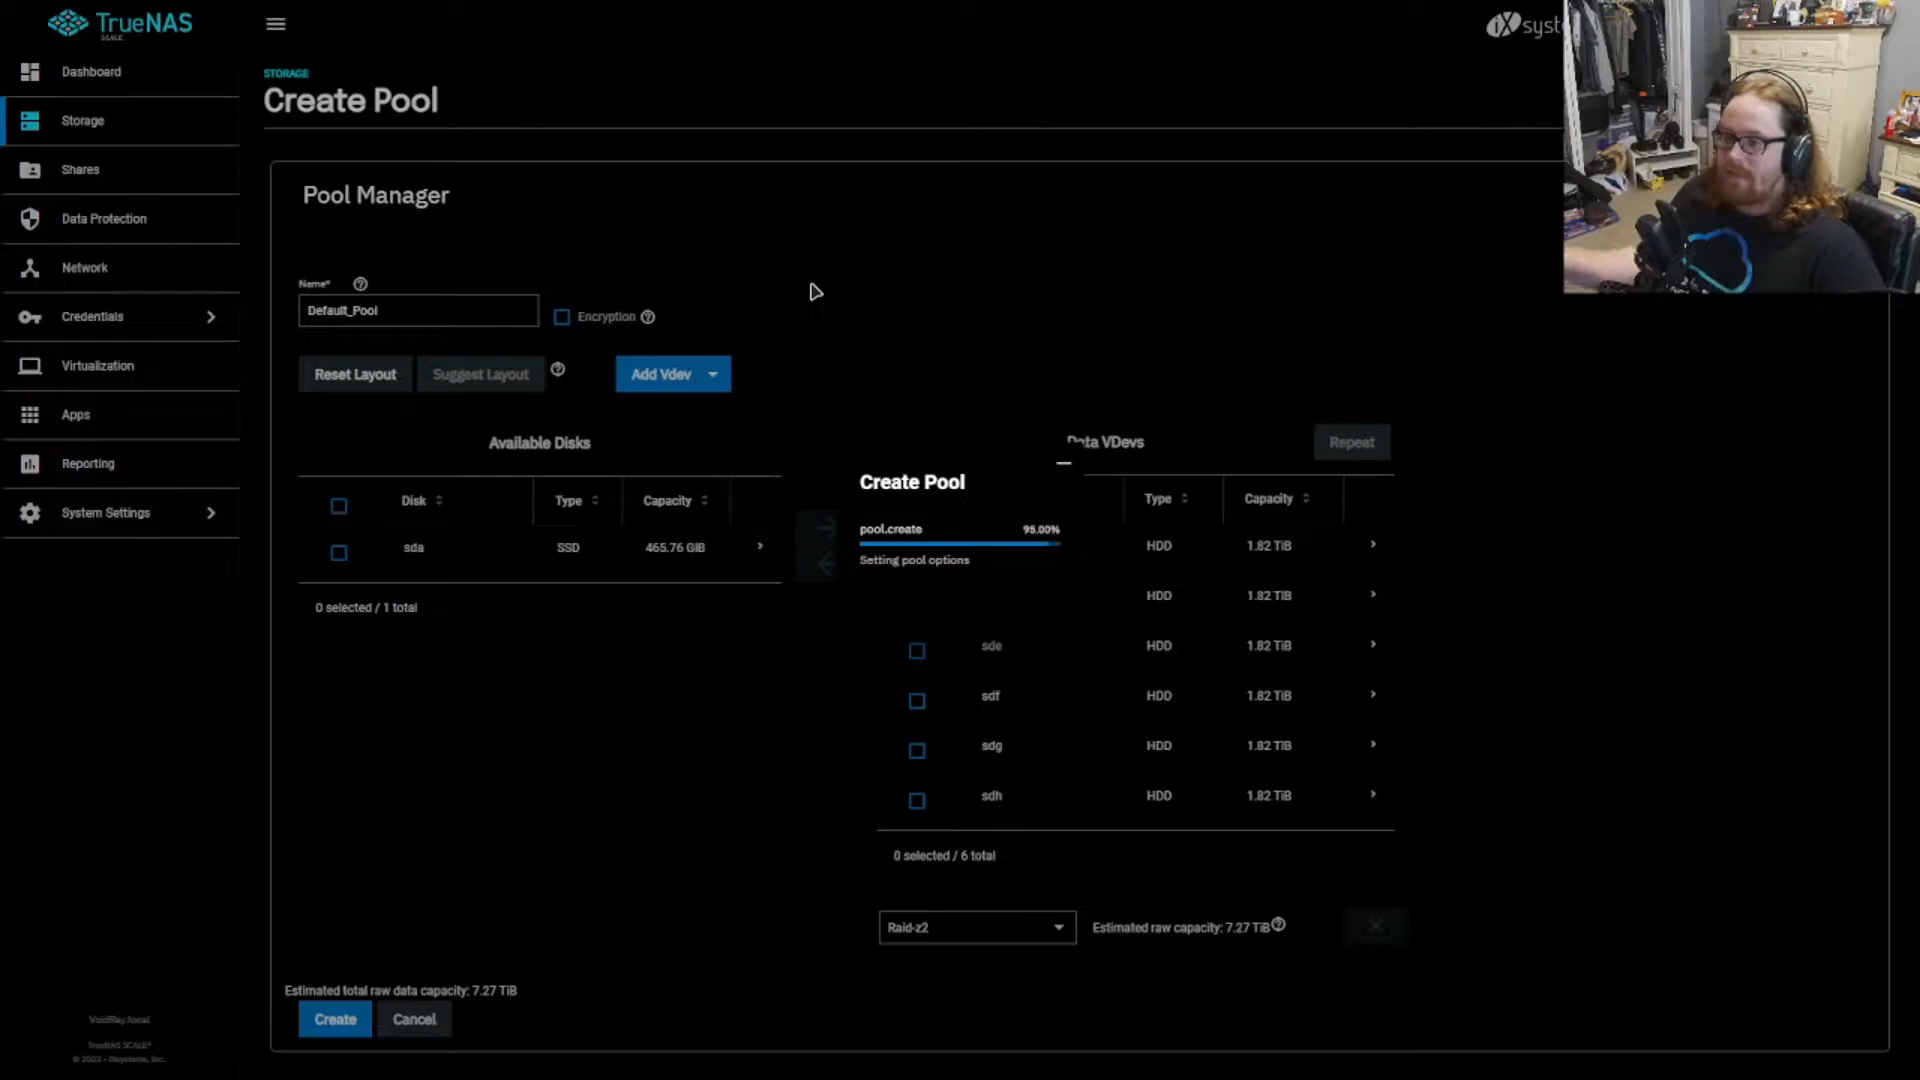 TrueNAS
SCALE
iXsyst
Dashboard
Storage
Shares
Data Protection
Network
Credentials
Virtualization
Apps
Reporting
System Settings
VoidRay.local
TrueNAS SCALE®
© 2023 - iXsystems, Inc.
STORAGE
Create Pool
Pool Manager
Name*
Default_Pool
Encryption
Reset Layout
Suggest Layout
Add Vdev
Available Disks
Disk Type Capacity
sda SSD 465.76 GiB
0 selected / 1 total
Data VDevs
Repeat
Create Pool
pool.create 95.00%
Setting pool options
Type Capacity
HDD 1.82 TiB
HDD 1.82 TiB
sde HDD 1.82 TiB
sdf HDD 1.82 TiB
sdg HDD 1.82 TiB
sdh HDD 1.82 TiB
0 selected / 6 total
Raid-z2
Estimated raw capacity: 7.27 TiB
Estimated total raw data capacity: 7.27 TiB
Create
Cancel